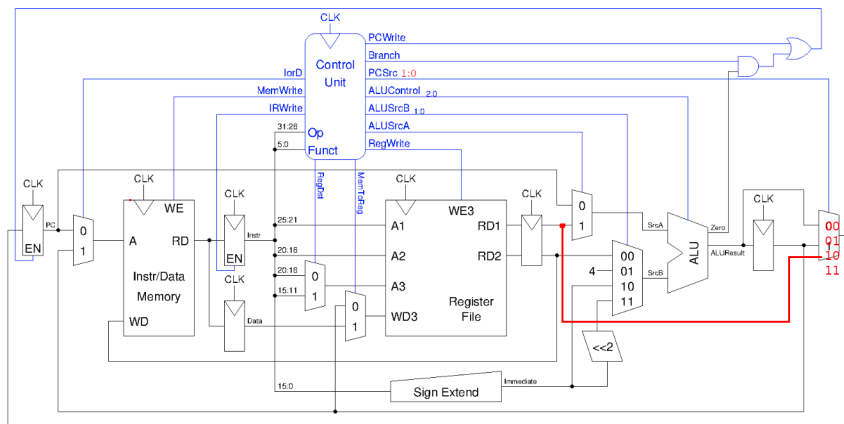 CLK
PCWrite
Branch
PCSrc 1:0
ALUControl 2:0
ALUSrcB 1:0
ALUSrcA
RegWrite
Control
Unit
IorD
MemWrite
IRWrite
31:26
Op
5:0
Funct
RegDst
MemToReg
CLK
EN
PC
0
1
CLK
WE
A
RD
Instr/Data
Memory
WD
CLK
EN
Instr
CLK
Data
25:21
20:16
20:16
15:11
0
1
0
1
CLK
WE3
A1
RD1
A2
RD2
A3
Register
File
WD3
CLK
0
1
SrcA
4
00
01
10
11
SrcB
<<2
ALU
Zero
ALUResult
CLK
00
01
10
11
15:0
Sign Extend
Immediate